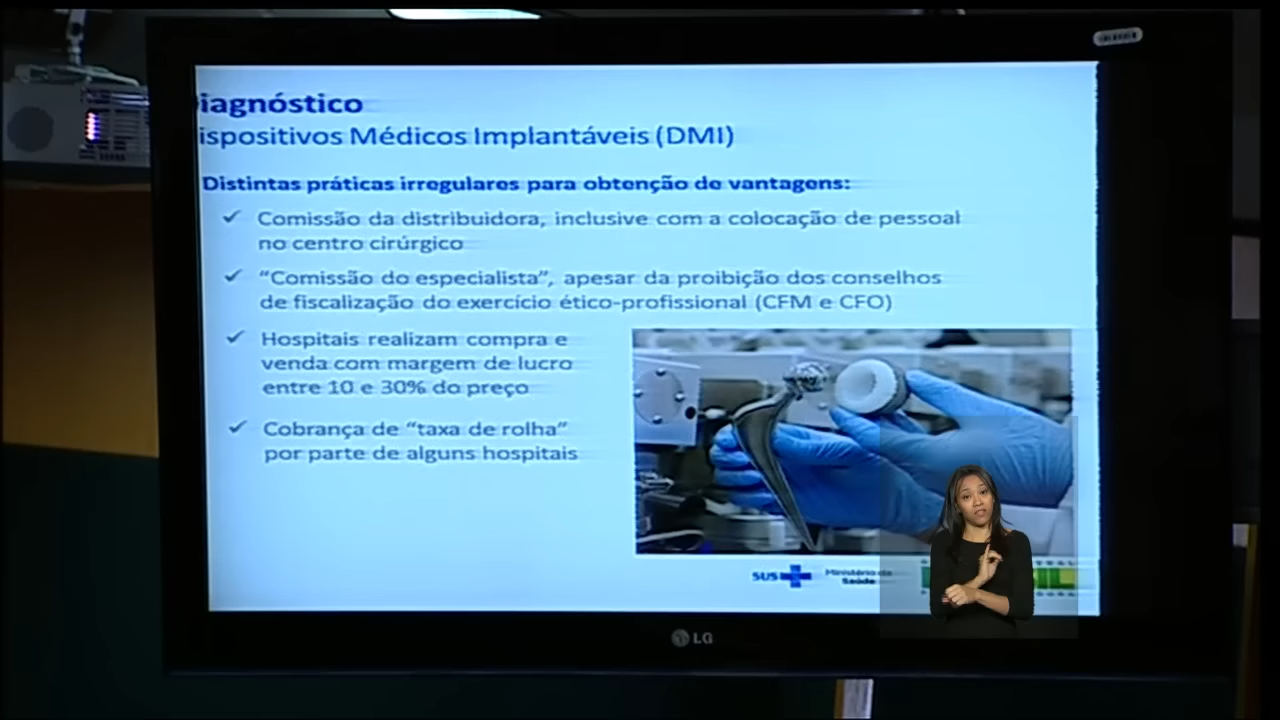 iagnóstico
ispositivos Médicos Implantáveis (DMI)
Distintas práticas irregulares para obtenção de vantagens:
✓ Comissão da distribuidora, inclusive com a colocação de pessoal
no centro cirúrgico
✓ “Comissão do especialista”, apesar da proibição dos conselhos
de fiscalização do exercício ético-profissional (CFM e CFO)
✓ Hospitais realizam compra e
venda com margem de lucro
entre 10 e 30% do preço
✓ Cobrança de “taxa de rolha”
por parte de alguns hospitais
SUS
Ministério da
Saúde
LG